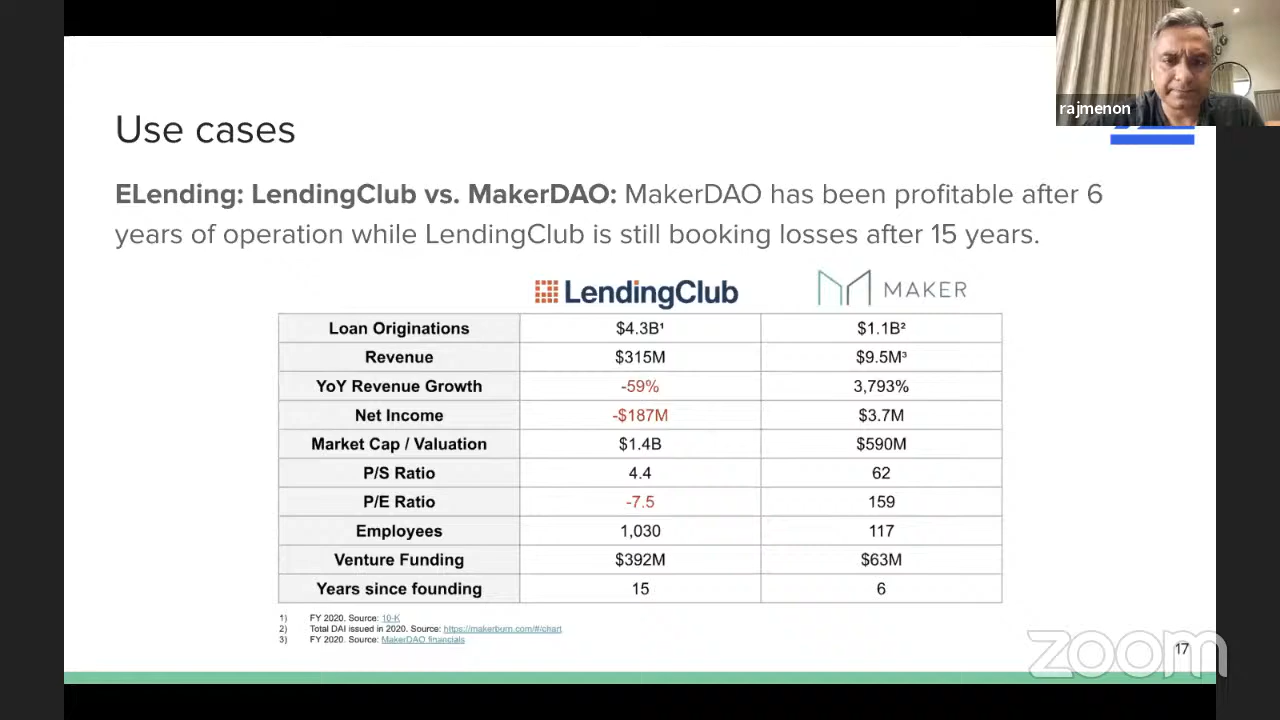 rajmenon
Use cases
ELending: LendingClub vs. MakerDAO: MakerDAO has been profitable after 6
years of operation while LendingClub is still booking losses after 15 years.
LendingClub MAKER
Loan Originations $4.3B¹ $1.1B²
Revenue $315M $9.5M³
YoY Revenue Growth -59% 3,793%
Net Income -$187M $3.7M
Market Cap / Valuation $1.4B $590M
P/S Ratio 4.4 62
P/E Ratio -7.5 159
Employees 1,030 117
Venture Funding $392M $63M
Years since founding 15 6
1) FY 2020. Source: 10-K
2) Total DAI issued in 2020. Source: https://makerburn.com/#/chart
3) FY 2020. Source: MakerDAO financials
zoom
17